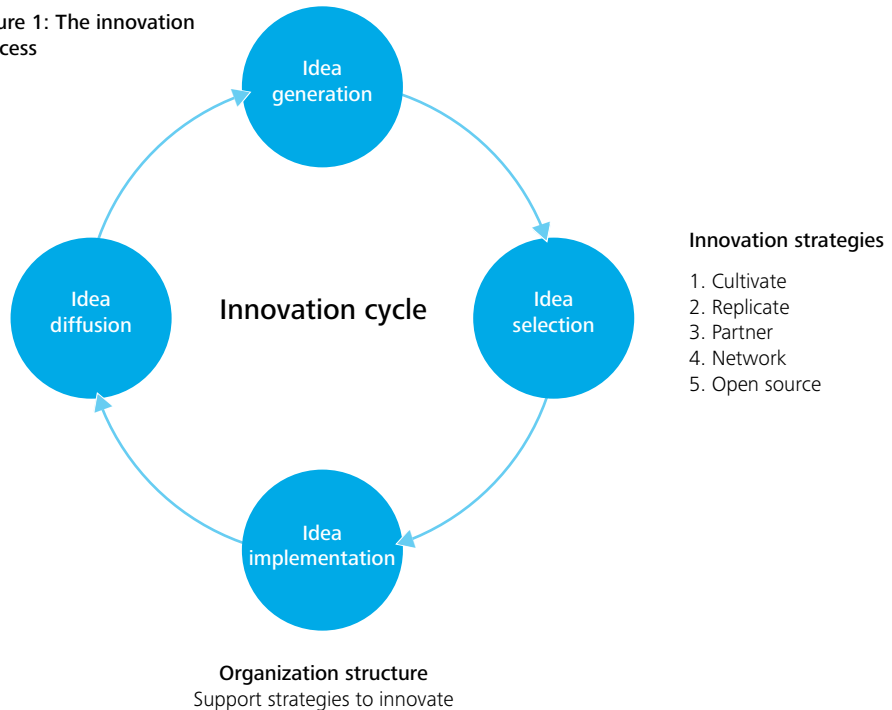 ure 1: The innovation
cess
Idea
generation
Idea
diffusion
Innovation cycle
Idea
selection
Innovation strategies
1. Cultivate
2. Replicate
3. Partner
4. Network
5. Open source
Idea
implementation
Organization structure
Support strategies to innovate